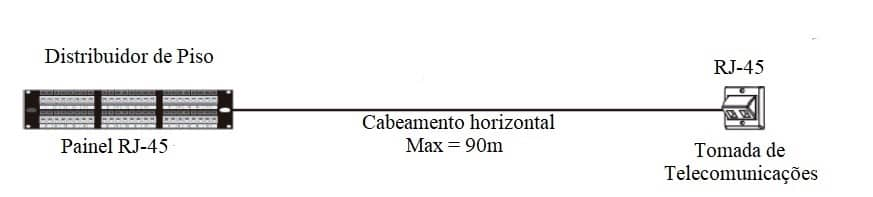 Distribuidor de Piso
RJ-45
Cabeamento horizontal
Max = 90m
Painel RJ-45
Tomada de
Telecomunicações